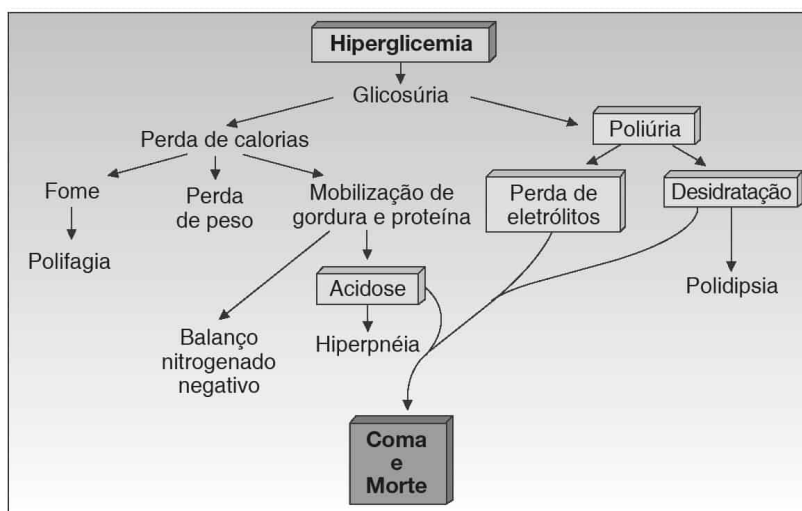 Hiperglicemia
Glicosúria
Perda de calorias
Poliúria
Fome
Perda
de peso
Mobilização de
gordura e proteína
Perda de
eletrólitos
Desidratação
Polifagia
Acidose
Polidipsia
Balanço
nitrogenado
negativo
Hiperpnéia
Coma
e
Morte